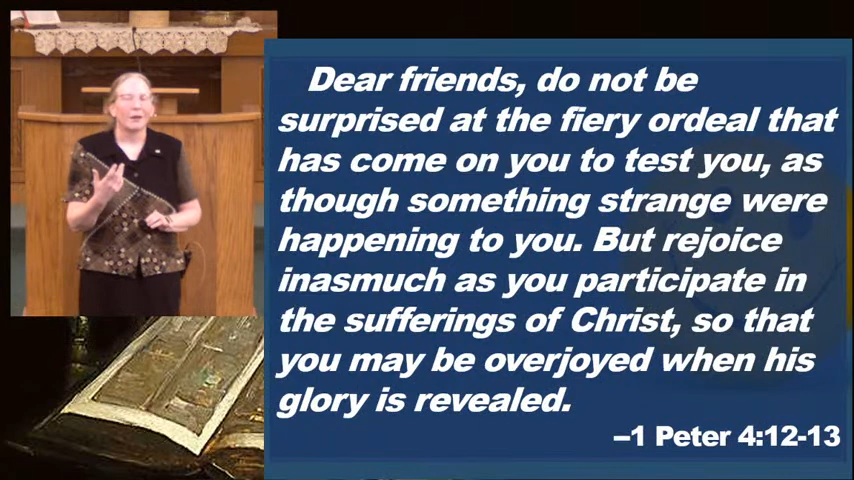 Dear friends, do not be
surprised at the fiery ordeal that
has come on you to test you, as
though something strange were
happening to you. But rejoice
inasmuch as you participate in
the sufferings of Christ, so that
you may be overjoyed when his
glory is revealed.
–1 Peter 4:12-13